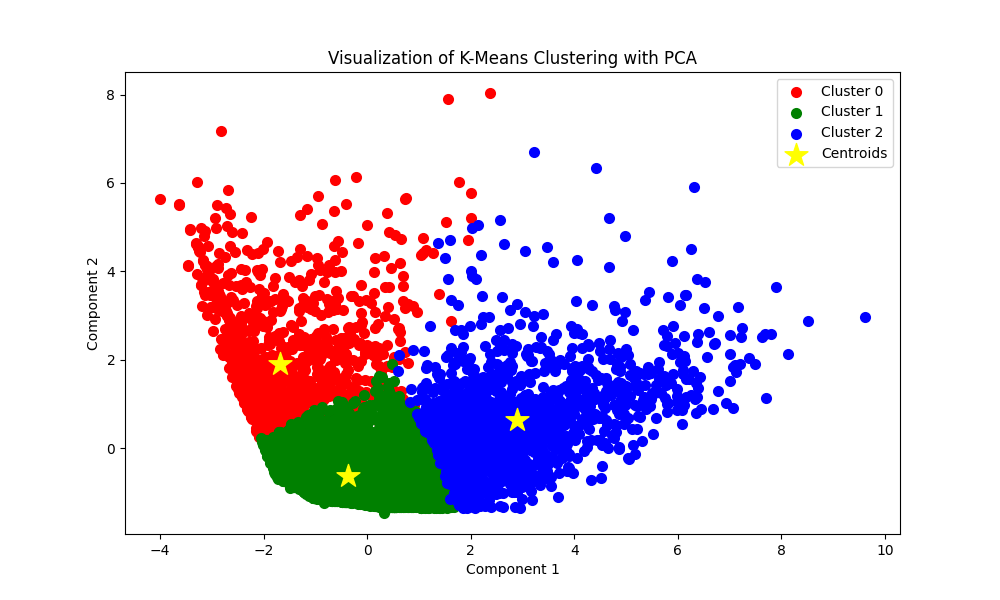 Visualization of K-Means Clustering with PCA
Cluster 0
Cluster 1
Cluster 2
Centroids
8
6
4
2
0
Component 2
−4
−2
0
2
4
6
8
10
Component 1